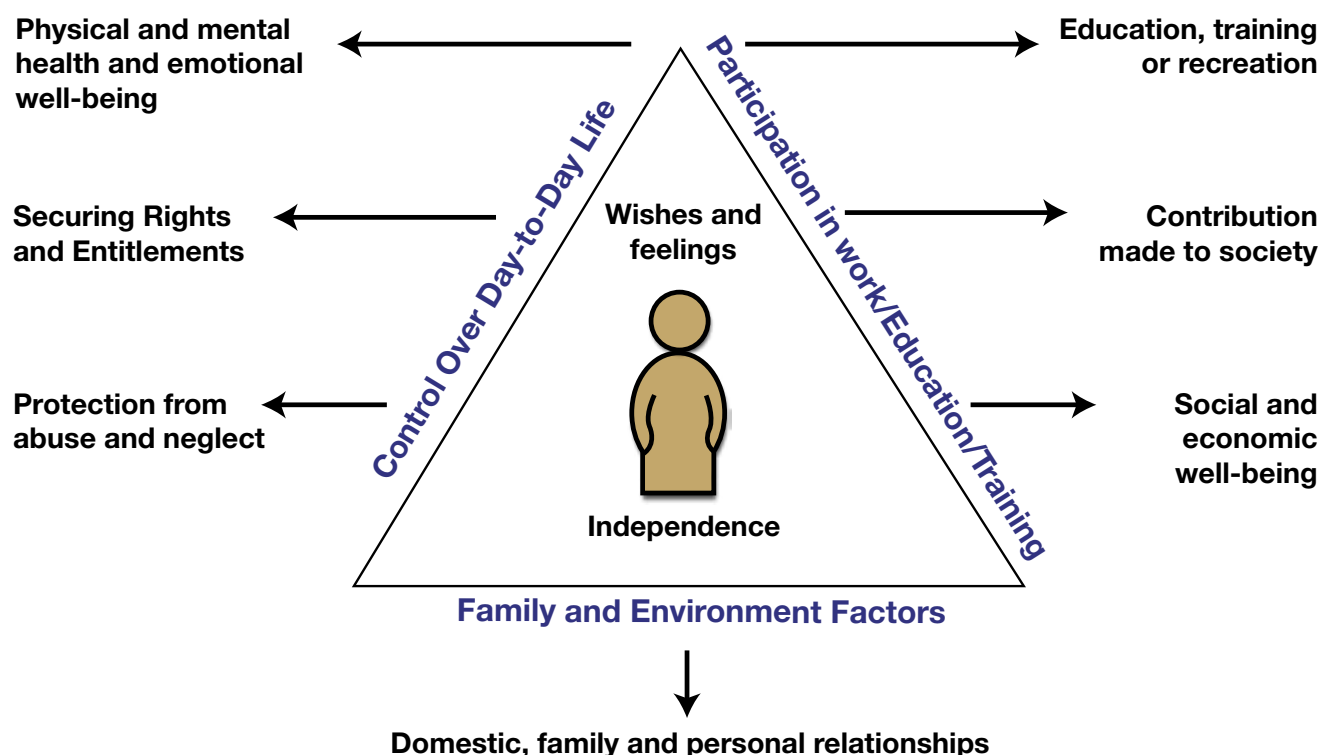 Physical and mental
health and emotional
well-being
Education, training
or recreation
Control Over Day-to-Day Life
Participation in work/Education/Training
Securing Rights
and Entitlements
Wishes and
feelings
Contribution
made to society
Protection from
abuse and neglect
Social and
economic
well-being
Independence
Family and Environment Factors
Domestic, family and personal relationships